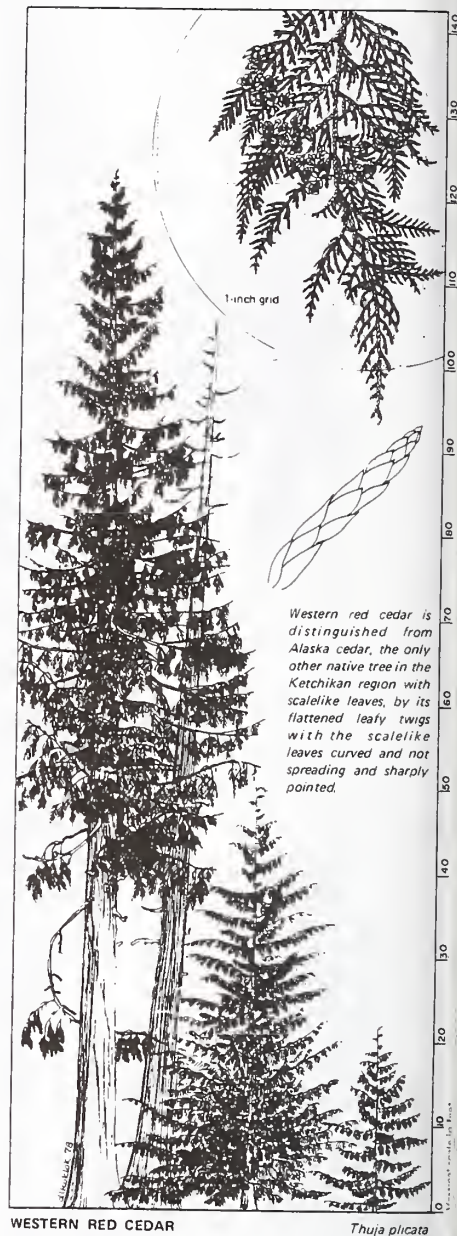 140
130
120
110
100
90
80
70
60
50
40
30
20
10
0
1-inch grid
Western red cedar is
distinguished from
Alaska cedar, the only
other native tree in the
Ketchikan region with
scalelike leaves, by its
flattened leafy twigs
with the scalelike
leaves curved and not
spreading and sharply
pointed.
78
WESTERN RED CEDAR
Thuja plicata